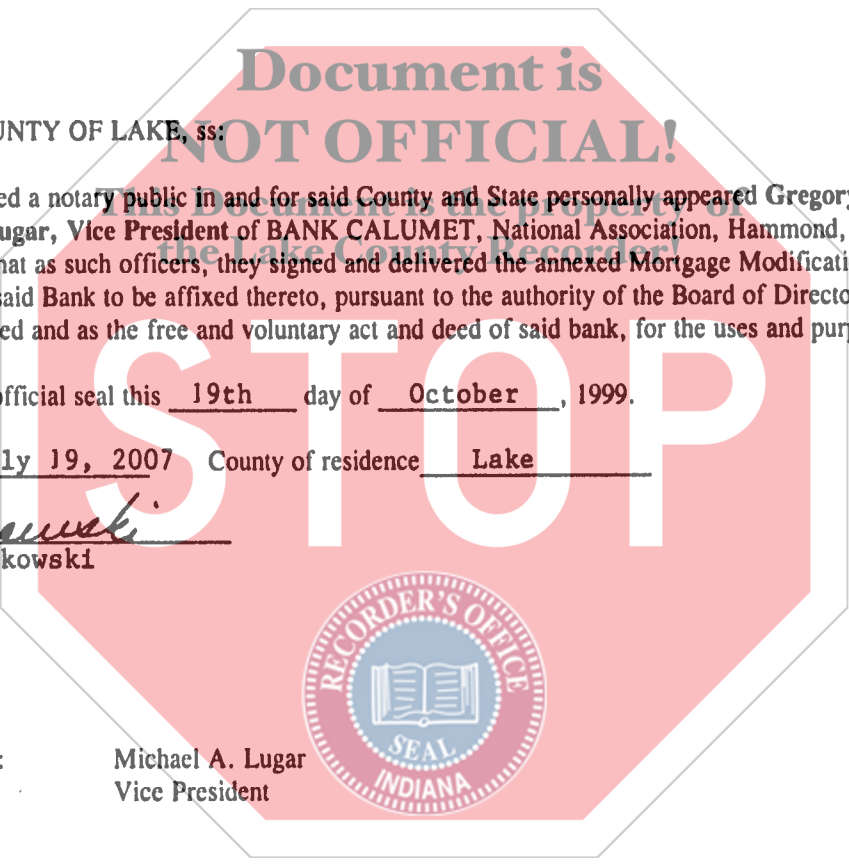 Document is
NOT OFFICIAL!
This Document is the property of
the Lake County Recorder!
STOP
UNTY OF LAKE, ss:
ed a notary public in and for said County and State personally appeared Gregory
ugar, Vice President of BANK CALUMET, National Association, Hammond,
hat as such officers, they signed and delivered the annexed Mortgage Modificati
said Bank to be affixed thereto, pursuant to the authority of the Board of Directo
ed and as the free and voluntary act and deed of said bank, for the uses and purp
official seal this 19th day of October, 1999.
ly 19, 2007 County of residence Lake
kowski
RECORDER'S OFFICE
SEAL
INDIANA
: Michael A. Lugar
Vice President